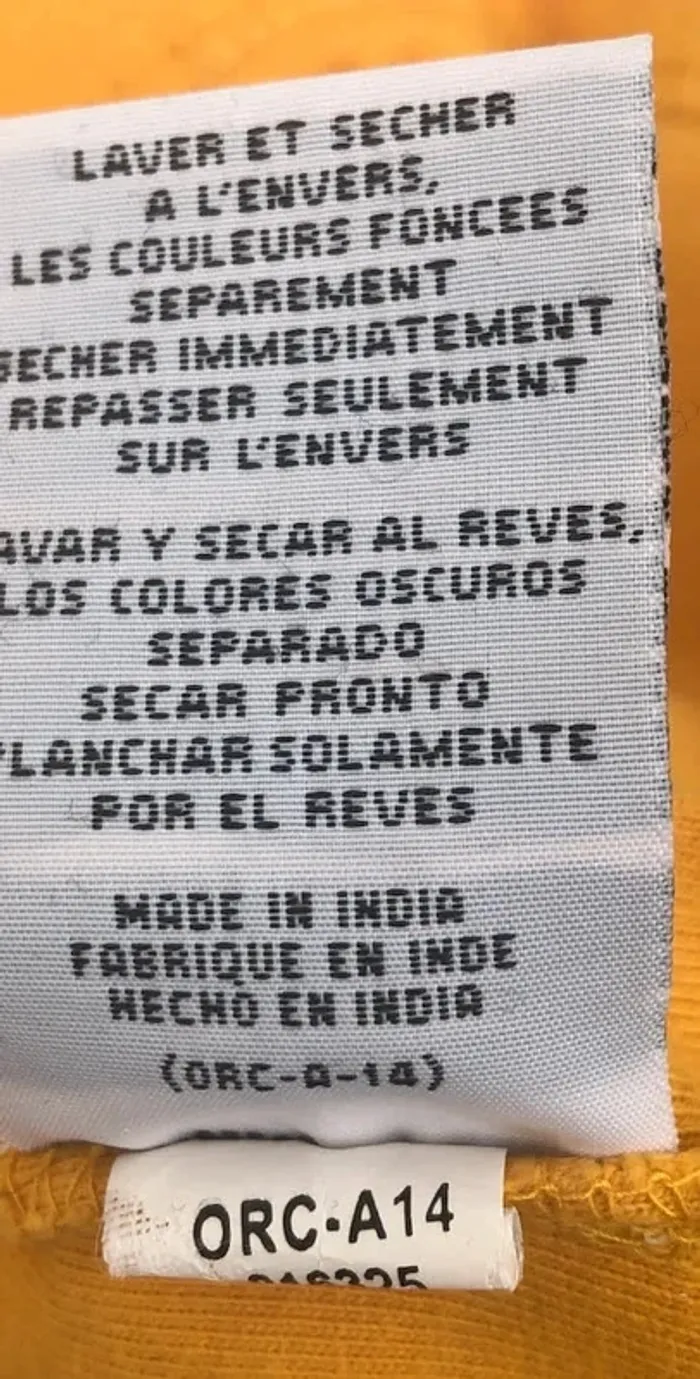 LAVER ET SECHER
A L'ENVERS,
LES COULEURS FONCEES
SEPAREMENT
SECHER IMMEDIATEMENT
REPASSER SEULEMENT
SUR L'ENVERS
AVAR Y SECAR AL REVES,
LOS COLORES OSCUROS
SEPARADO
SECAR PRONTO
PLANCHAR SOLAMENTE
POR EL REVES
MADE IN INDIA
FABRIQUE EN INDE
HECHO EN INDIA
(ORC-A-14)
ORC-A14